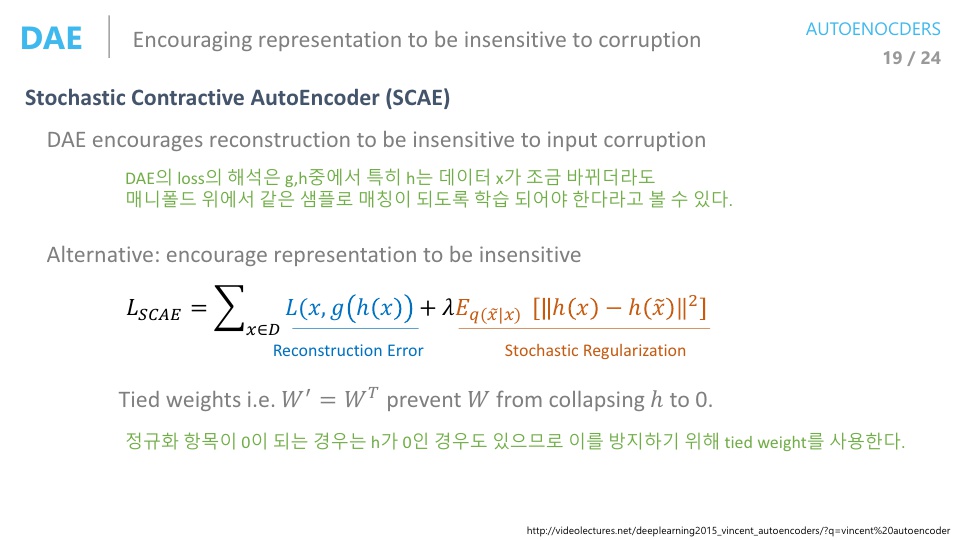 DAE
Encouraging representation to be insensitive to corruption
AUTOENOCDERS
19 / 24
Stochastic Contractive AutoEncoder (SCAE)
DAE encourages reconstruction to be insensitive to input corruption
DAE의 loss의 해석은 g,h중에서 특히 h는 데이터 x가 조금 바뀌더라도
매니폴드 위에서 같은 샘플로 매칭이 되도록 학습 되어야 한다라고 볼 수 있다.
Alternative: encourage representation to be insensitive
L_SCAE = ∑_{x∈D} L(x, g(h(x)) + λE_{q(x̃|x)} [‖h(x) − h(x̃)‖²]
Reconstruction Error
Stochastic Regularization
Tied weights i.e. W′ = W^T prevent W from collapsing h to 0.
정규화 항목이 0이 되는 경우는 h가 0인 경우도 있으므로 이를 방지하기 위해 tied weight를 사용한다.
http://videolectures.net/deeplearning2015_vincent_autoencoders/?q=vincent%20autoencoder